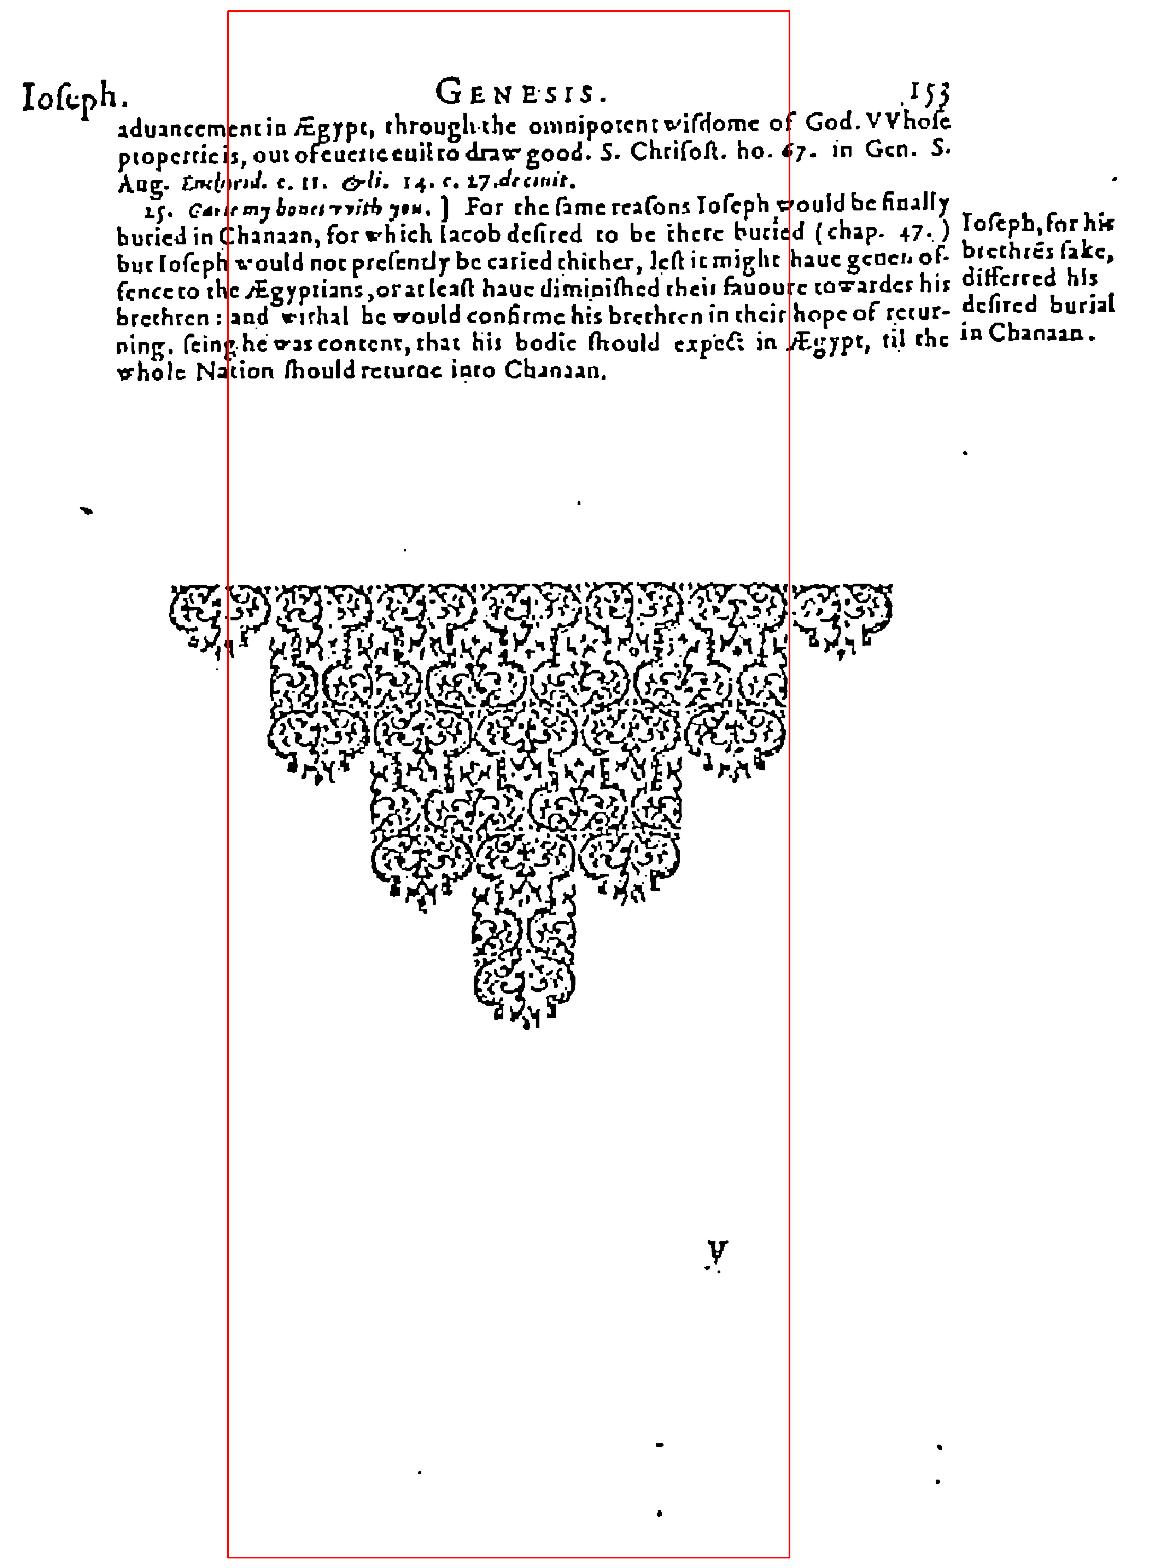 Ioſeph. GENESIS. 153
aduancement in Ægypt, through the omnipotent wiſdome of God. VVhoſe
propertie is, out of euerie euil to draw good. S. Chriſoſt. ho. 67. in Gen. S.
Aug. Enchirid. c. 11. & li. 14. c. 27. de ciuit.
25. Carie my bones vvith you. ] For the ſame reaſons Ioſeph would be finally
buried in Chanaan, for which Iacob deſired to be there buried (chap. 47.)
but Ioſeph would not preſently be caried thither, leſt it might haue geuen of-
fence to the Ægyptians, or at leaſt haue diminiſhed their fauoure towardes his
brethren : and withal he would confirme his brethren in their hope of retur-
ning. ſeing he was content, that his bodie ſhould expect in Ægypt, til the
whole Nation ſhould returne into Chanaan.
Ioſeph, for his
brethrēs ſake,
differred his
deſired burial
in Chanaan.
V